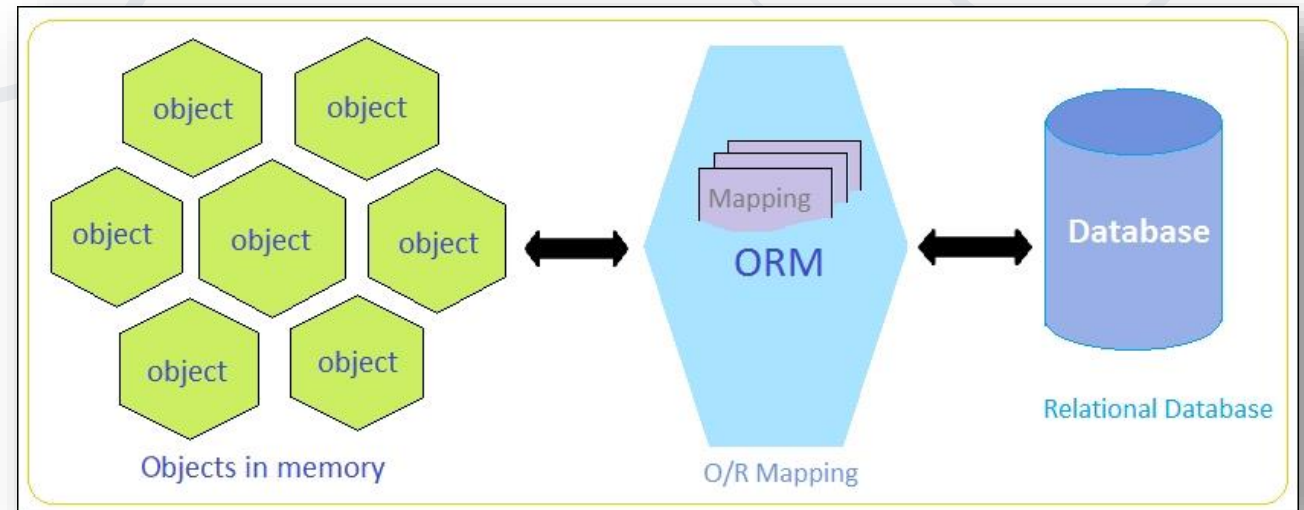 object
object
object
object
object
object
object
Objects in memory
Mapping
ORM
O/R Mapping
Database
Relational Database